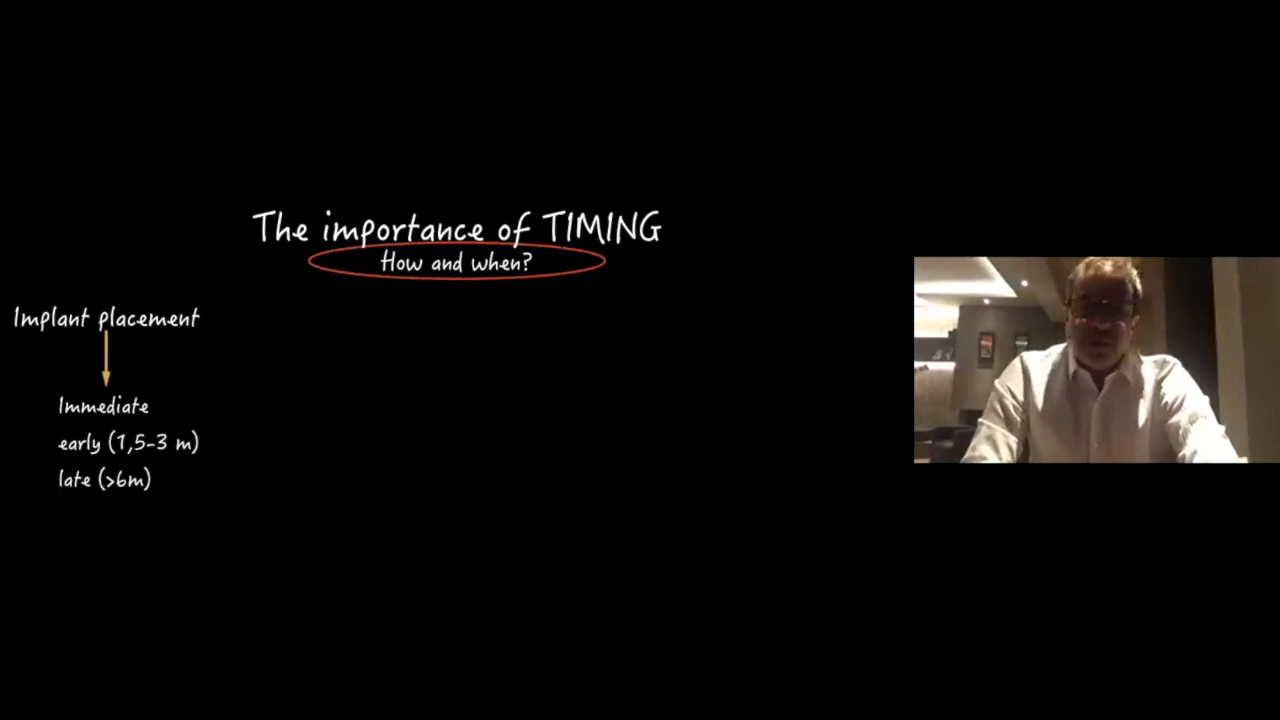 The importance of TIMING
How and when?
Implant placement
Immediate
early (1,5-3 m)
late (>6m)